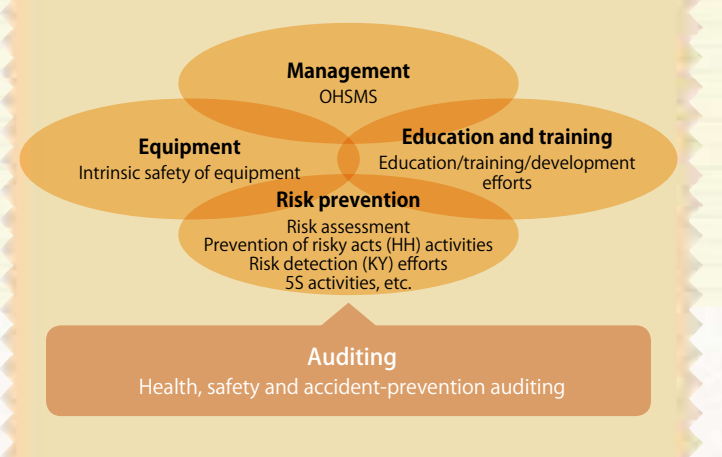 Management
OHSMS
Equipment
Intrinsic safety of equipment
Education and training
Education/training/development
efforts
Risk prevention
Risk assessment
Prevention of risky acts (HH) activities
Risk detection (KY) efforts
5S activities, etc.
Auditing
Health, safety and accident-prevention auditing